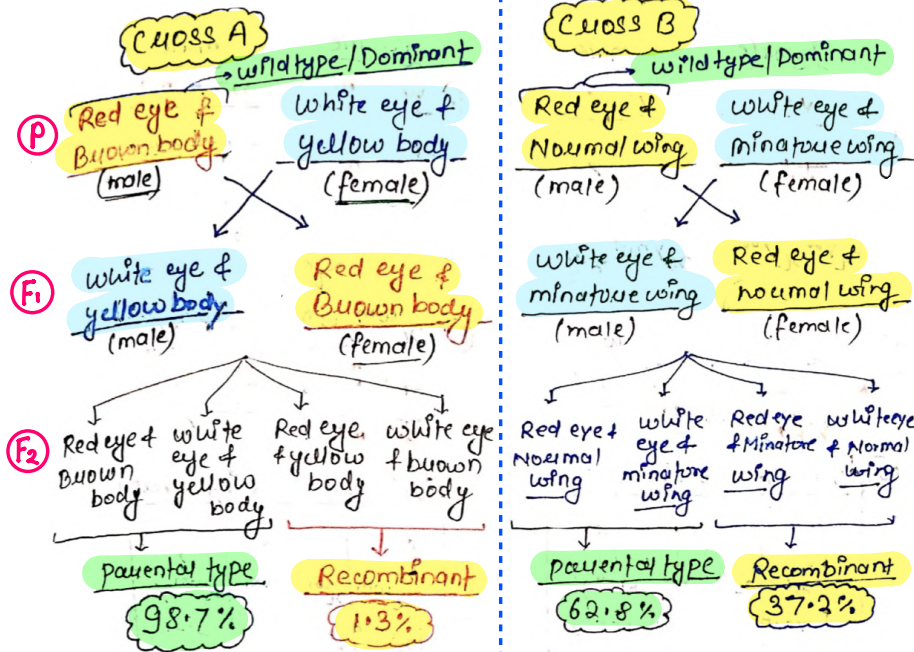 Cross A
wild type/Dominant
P
Red eye &
Brown body
(male)
white eye &
yellow body
(female)
F1
white eye &
yellow body
(male)
Red eye &
Brown body
(female)
F2
Red eye &
Brown
body
white
eye &
yellow
body
Red eye
& yellow
body
white eye
& brown
body
parental type
98.7%
Recombinant
1.3%
Cross B
wild type/Dominant
Red eye &
Normal wing
(male)
white eye &
minature wing
(female)
white eye &
minature wing
(male)
Red eye &
normal wing
(female)
Red eye &
Normal
wing
white
eye &
minature
wing
Red eye
& Minature
wing
white eye
& Normal
wing
parental type
62.8%
Recombinant
37.2%